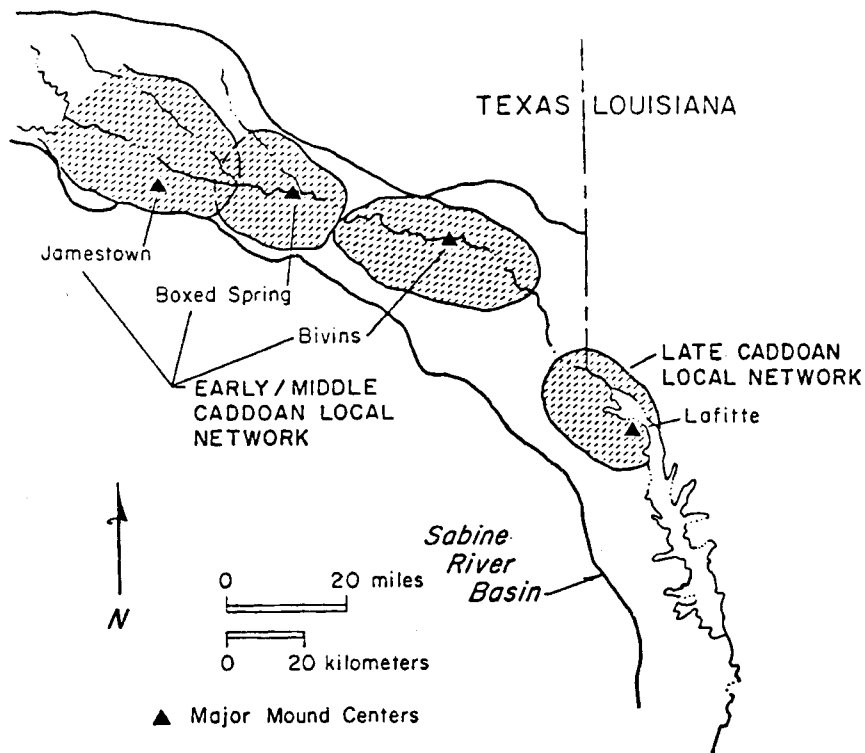 TEXAS LOUISIANA
Jamestown
Boxed Spring
Bivins
EARLY/MIDDLE
CADDOAN LOCAL
NETWORK
LATE CADDOAN
LOCAL NETWORK
Lafitte
Sabine
River
Basin
N
0 20 miles
0 20 kilometers
▲ Major Mound Centers